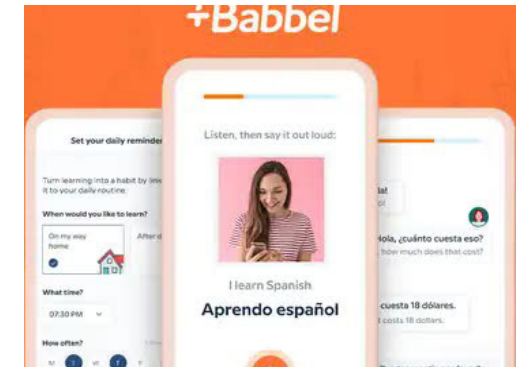 +Babbel
Set your daily reminder
Turn learning into a habit by
it to your daily routine.
When would you like to learn?
On my way
home
After
What time?
07:30 PM
How often?
M T W T F
Listen, then say it out loud:
I learn Spanish
Aprendo español
Hola, ¿cuánto cuesta eso?
how much does that cost?
cuesta 18 dólares.
costs 18 dollars.